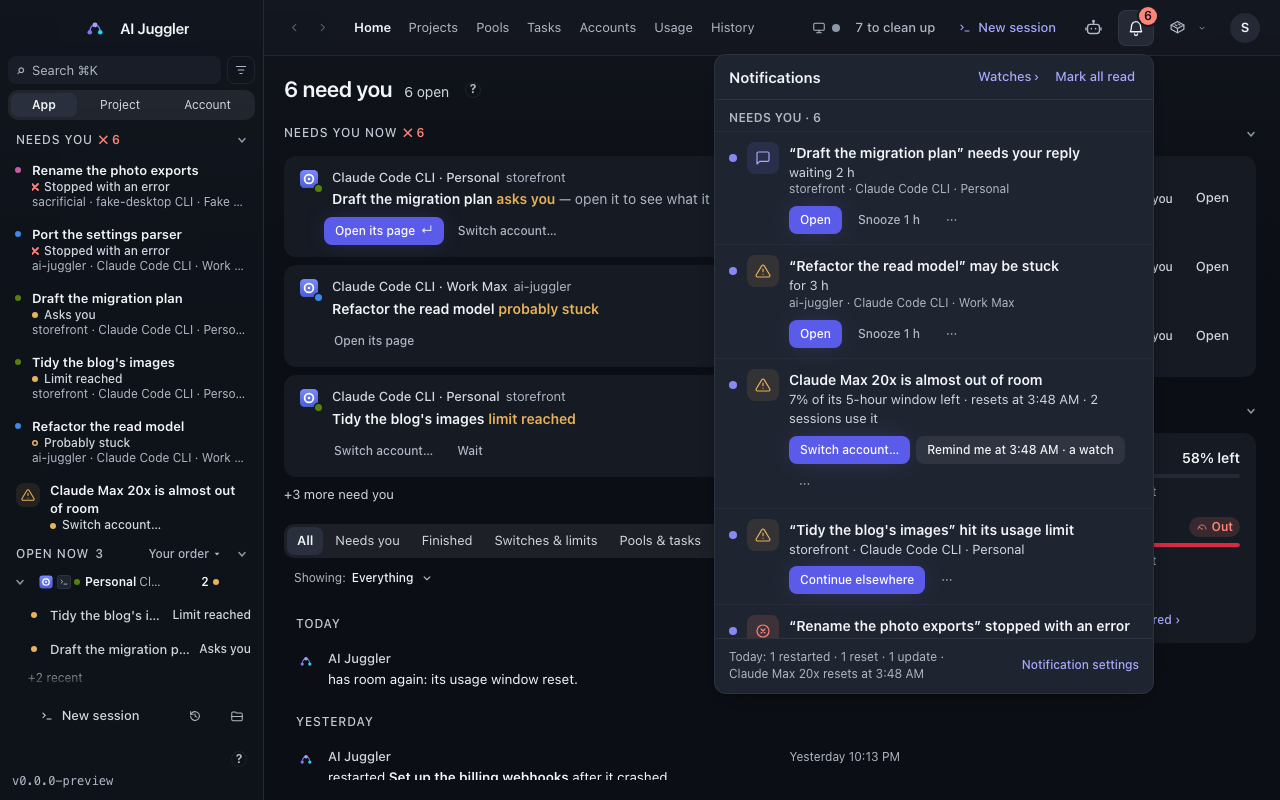 AI Juggler
Search ⌘K
App
Project
Account
NEEDS YOU ✕ 6
Rename the photo exports
✕ Stopped with an error
sacrificial · fake-desktop CLI · Fake ...
Port the settings parser
✕ Stopped with an error
ai-juggler · Claude Code CLI · Work ...
Draft the migration plan
Asks you
storefront · Claude Code CLI · Perso...
Tidy the blog's images
Limit reached
storefront · Claude Code CLI · Perso...
Refactor the read model
Probably stuck
ai-juggler · Claude Code CLI · Work ...
Claude Max 20x is almost out
of room
Switch account...
OPEN NOW 3
Your order
Personal Cl...
2
Tidy the blog's i...
Limit reached
Draft the migration p...
Asks you
+2 recent
New session
?
v0.0.0-preview
Home
Projects
Pools
Tasks
Accounts
Usage
History
7 to clean up
New session
6
S
6 need you
6 open
?
NEEDS YOU NOW ✕ 6
Claude Code CLI · Personal storefront
Draft the migration plan asks you — open it to see what it
Open its page ↵
Switch account...
Claude Code CLI · Work Max ai-juggler
Refactor the read model probably stuck
Open its page
Claude Code CLI · Personal storefront
Tidy the blog's images limit reached
Switch account...
Wait
+3 more need you
All
Needs you
Finished
Switches & limits
Pools & tasks
Showing: Everything
TODAY
AI Juggler
has room again: its usage window reset.
YESTERDAY
AI Juggler
Yesterday 10:13 PM
restarted Set up the billing webhooks after it crashed
Notifications
Watches ›
Mark all read
NEEDS YOU · 6
“Draft the migration plan” needs your reply
waiting 2 h
storefront · Claude Code CLI · Personal
Open
Snooze 1 h
...
“Refactor the read model” may be stuck
for 3 h
ai-juggler · Claude Code CLI · Work Max
Open
Snooze 1 h
...
Claude Max 20x is almost out of room
7% of its 5-hour window left · resets at 3:48 AM · 2
sessions use it
Switch account...
Remind me at 3:48 AM · a watch
...
“Tidy the blog's images” hit its usage limit
storefront · Claude Code CLI · Personal
Continue elsewhere
...
“Rename the photo exports” stopped with an error
Today: 1 restarted · 1 reset · 1 update ·
Claude Max 20x resets at 3:48 AM
Notification settings
you
Open
you
Open
you
Open
58% left
t
Out
t
red ›